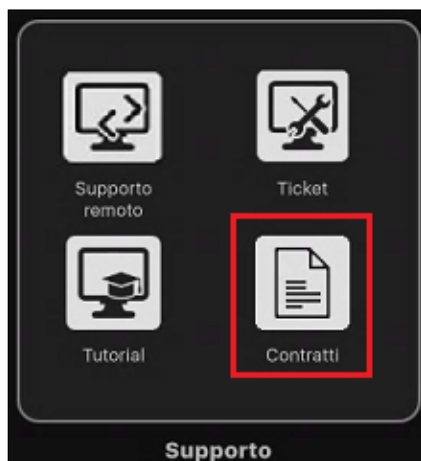 Supporto
remoto
Ticket
Tutorial
Contratti
Supporto